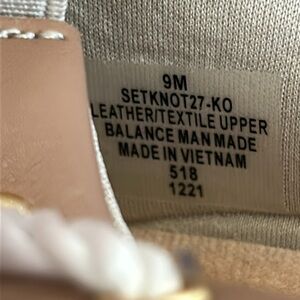 9M
SETKNOT27-KO
LEATHER/TEXTILE UPPER
BALANCE MAN MADE
MADE IN VIETNAM
518
1221